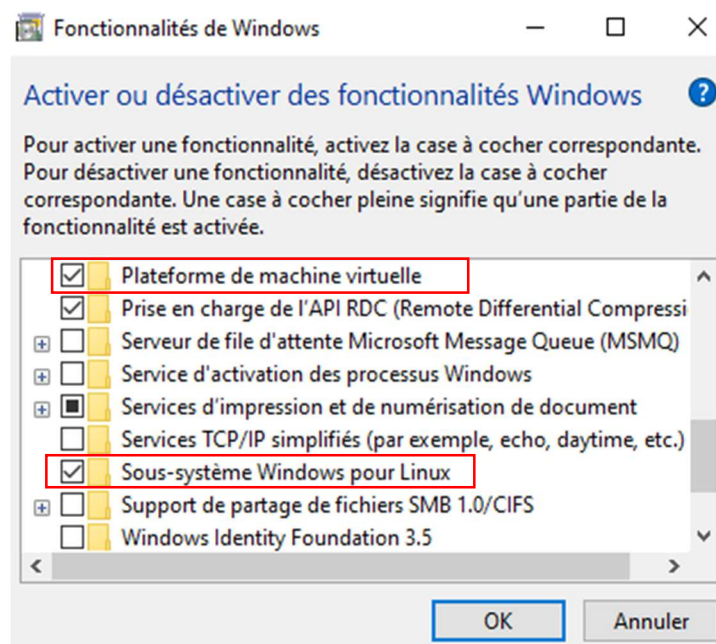 Fonctionnalités de Windows
Activer ou désactiver des fonctionnalités Windows
?
Pour activer une fonctionnalité, activez la case à cocher correspondante.
Pour désactiver une fonctionnalité, désactivez la case à cocher
correspondante. Une case à cocher pleine signifie qu'une partie de la
fonctionnalité est activée.
Plateforme de machine virtuelle
Prise en charge de l'API RDC (Remote Differential Compressi
Serveur de file d'attente Microsoft Message Queue (MSMQ)
Service d'activation des processus Windows
Services d'impression et de numérisation de document
Services TCP/IP simplifiés (par exemple, echo, daytime, etc.)
Sous-système Windows pour Linux
Support de partage de fichiers SMB 1.0/CIFS
Windows Identity Foundation 3.5
OK
Annuler